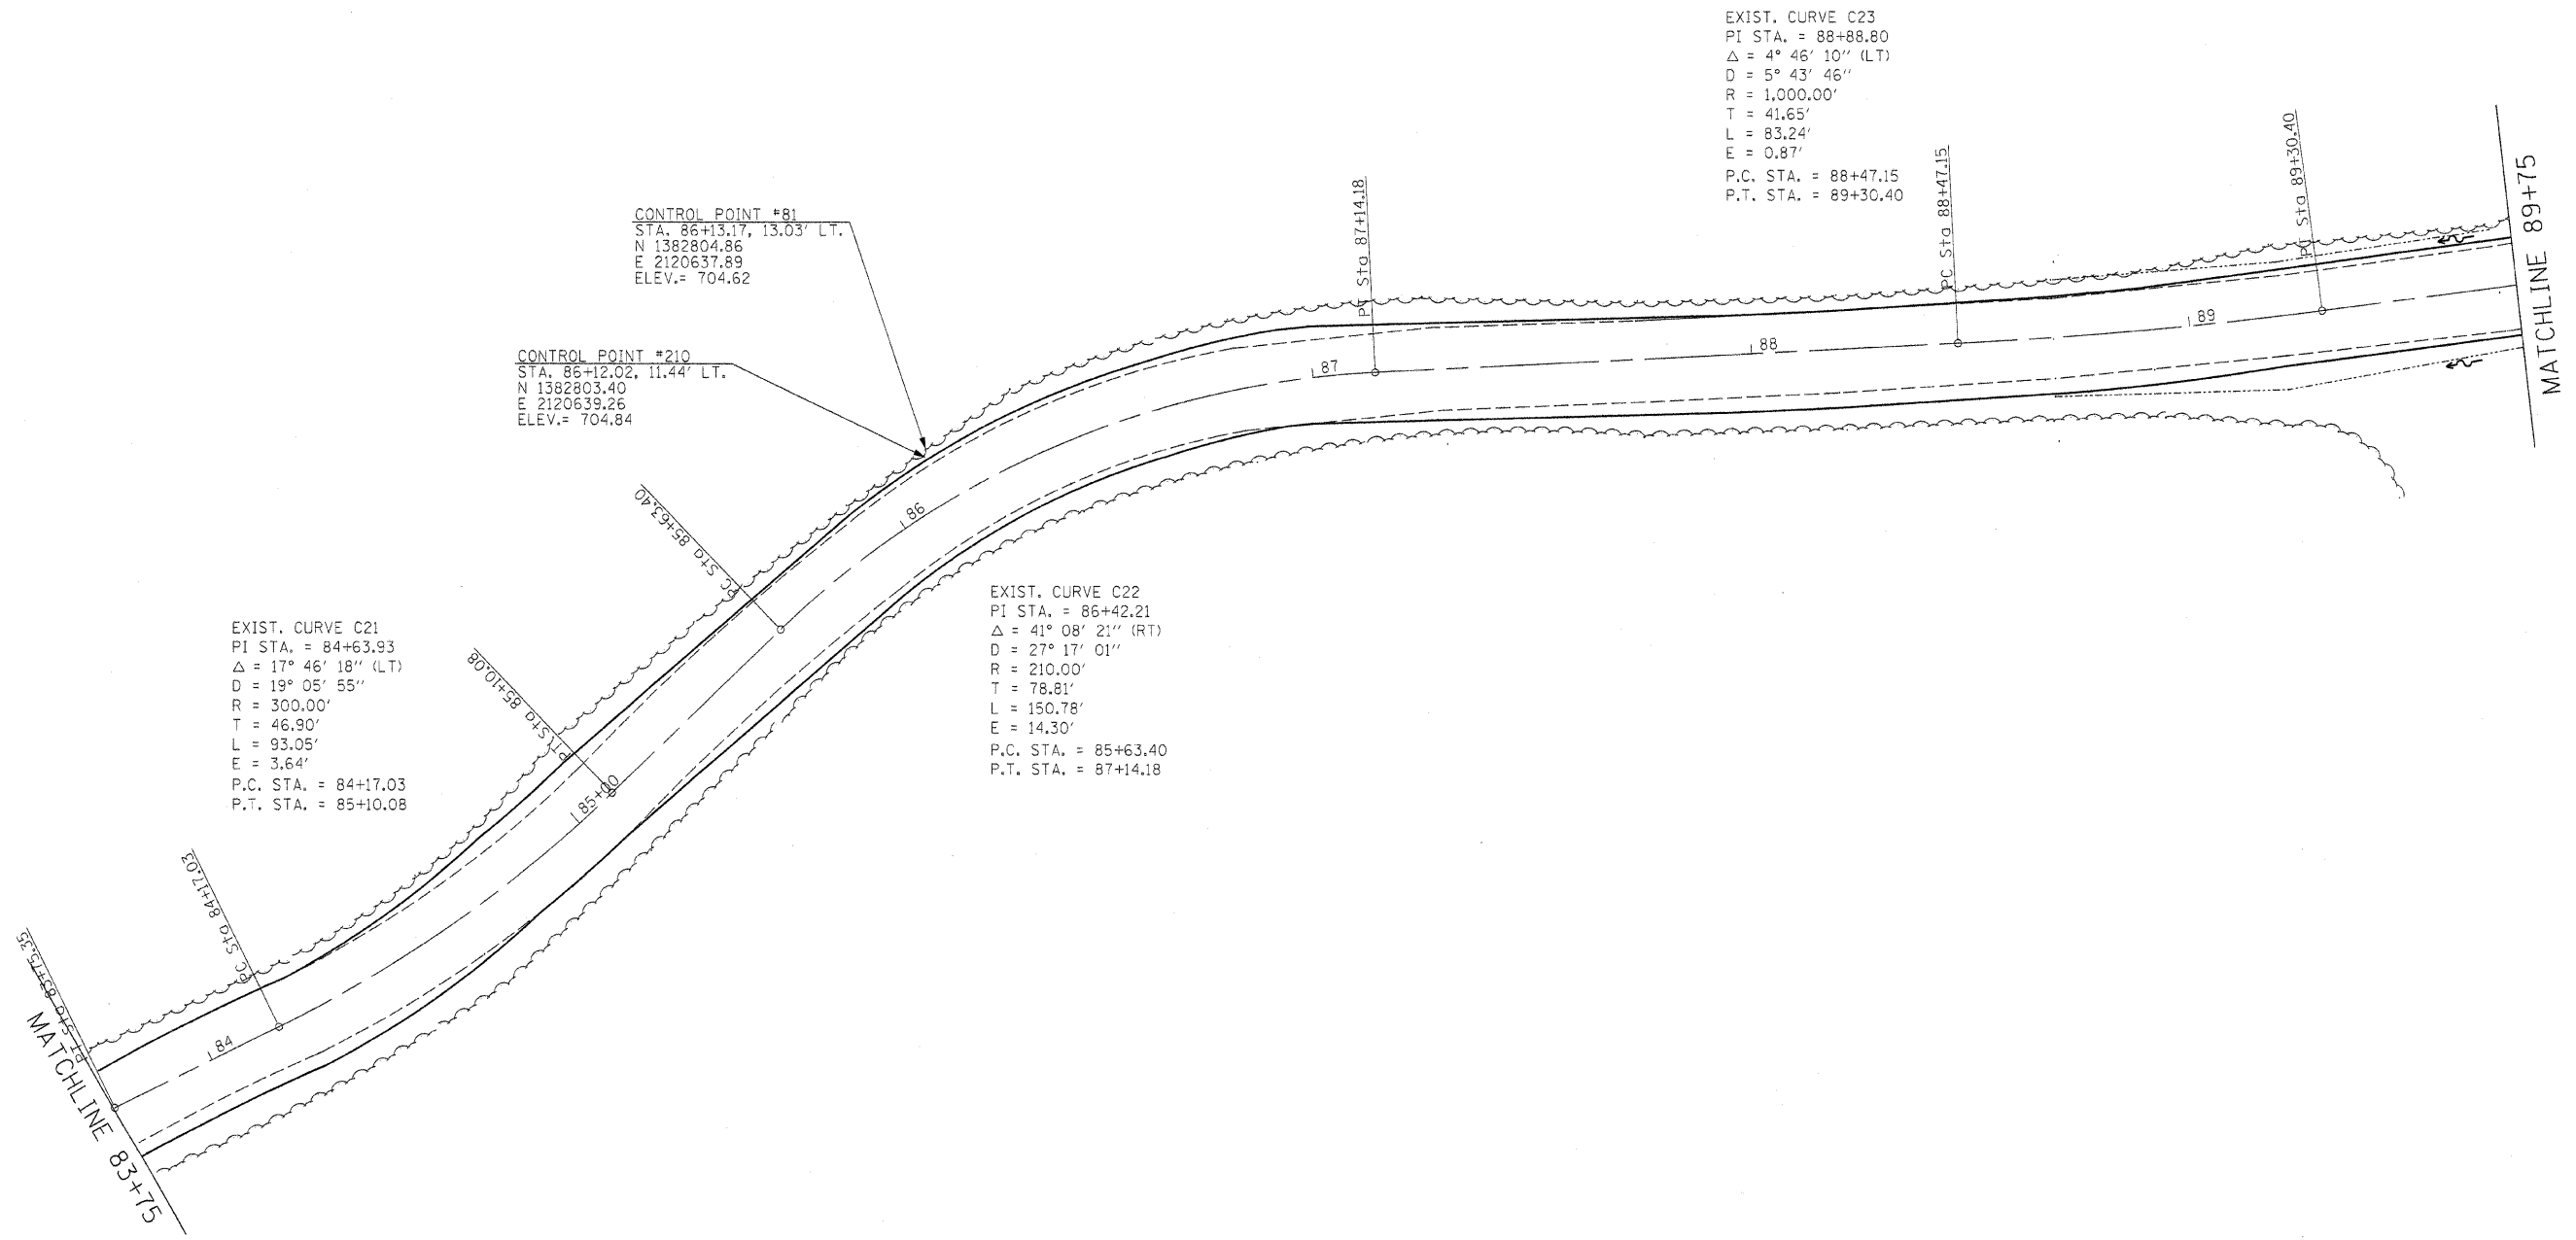 EXIST. CURVE C23
PI STA. = 88+88.80
Δ = 4° 46' 10'' (LT)
D = 5° 43' 46''
R = 1,000.00'
T = 41.65'
L = 83.24'
E = 0.87'
P.C. STA. = 88+47.15
P.T. STA. = 89+30.40
CONTROL POINT #81
STA. 86+13.17, 13.03' LT.
N 1382804.86
E 2120637.89
ELEV.= 704.62
CONTROL POINT #210
STA. 86+12.02, 11.44' LT.
N 1382803.40
E 2120639.26
ELEV.= 704.84
PT Sta 87+14.18
PC Sta 88+47.15
PT Sta 89+30.40
MATCHLINE 89+75
89
88
87
86
PC Sta 85+63.40
EXIST. CURVE C22
PI STA. = 86+42.21
Δ = 41° 08' 21'' (RT)
D = 27° 17' 01''
R = 210.00'
T = 78.81'
L = 150.78'
E = 14.30'
P.C. STA. = 85+63.40
P.T. STA. = 87+14.18
EXIST. CURVE C21
PI STA. = 84+63.93
Δ = 17° 46' 18'' (LT)
D = 19° 05' 55''
R = 300.00'
T = 46.90'
L = 93.05'
E = 3.64'
P.C. STA. = 84+17.03
P.T. STA. = 85+10.08
PT Sta 85+10.08
85+00
PC Sta 84+17.03
84
PT Sta 83+75.35
MATCHLINE 83+75